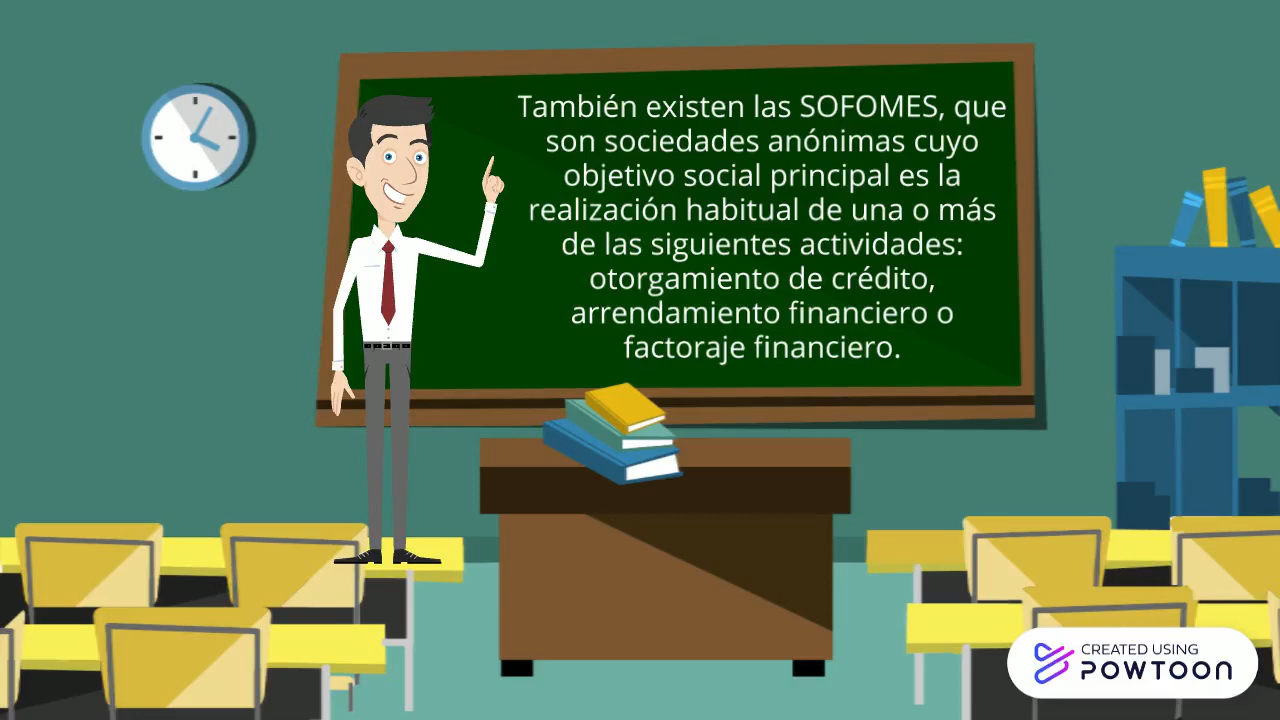 También existen las SOFOMES, que
son sociedades anónimas cuyo
objetivo social principal es la
realización habitual de una o más
de las siguientes actividades:
otorgamiento de crédito,
arrendamiento financiero o
factoraje financiero.
CREATED USING
POWTOON